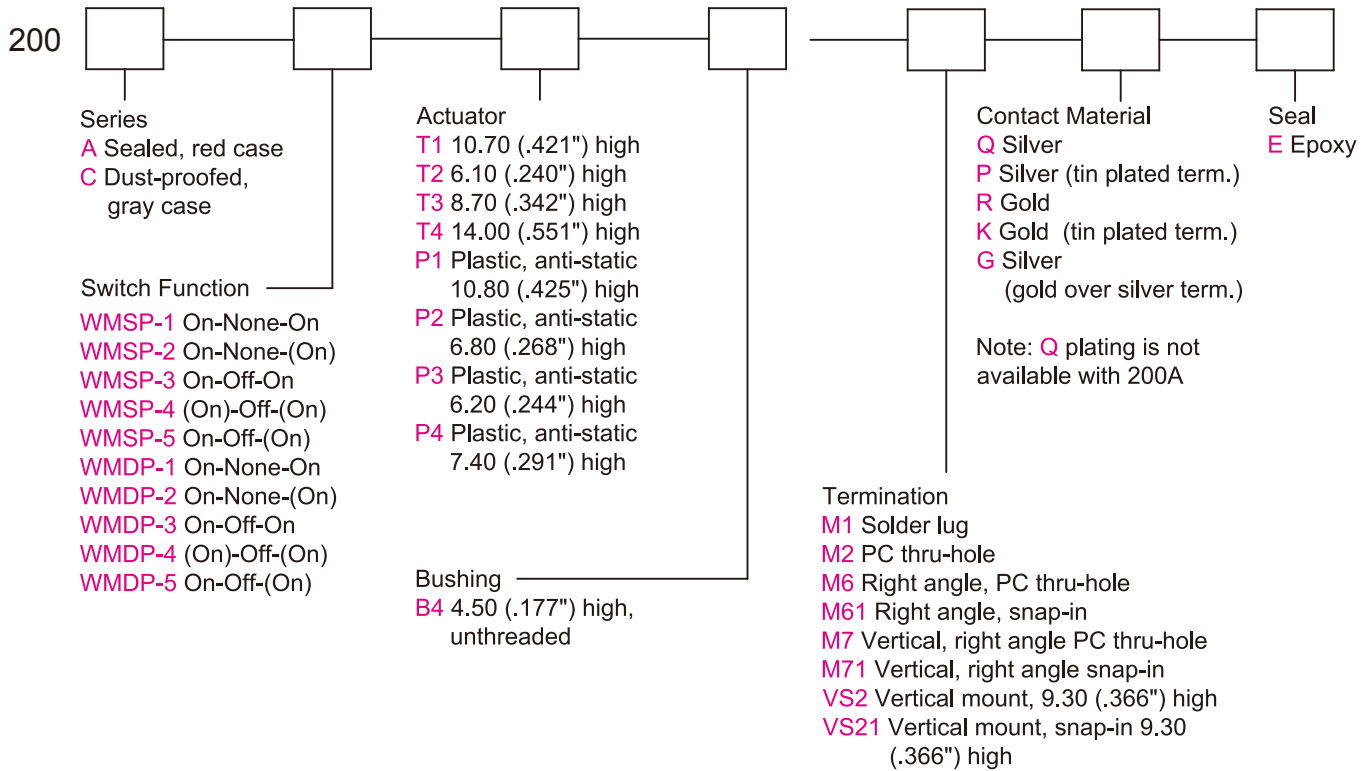 200
Series
A Sealed, red case
C Dust-proofed,
gray case
Switch Function
WMSP-1 On-None-On
WMSP-2 On-None-(On)
WMSP-3 On-Off-On
WMSP-4 (On)-Off-(On)
WMSP-5 On-Off-(On)
WMDP-1 On-None-On
WMDP-2 On-None-(On)
WMDP-3 On-Off-On
WMDP-4 (On)-Off-(On)
WMDP-5 On-Off-(On)
Actuator
T1 10.70 (.421") high
T2 6.10 (.240") high
T3 8.70 (.342") high
T4 14.00 (.551") high
P1 Plastic, anti-static
10.80 (.425") high
P2 Plastic, anti-static
6.80 (.268") high
P3 Plastic, anti-static
6.20 (.244") high
P4 Plastic, anti-static
7.40 (.291") high
Bushing
B4 4.50 (.177") high,
unthreaded
Termination
M1 Solder lug
M2 PC thru-hole
M6 Right angle, PC thru-hole
M61 Right angle, snap-in
M7 Vertical, right angle PC thru-hole
M71 Vertical, right angle snap-in
VS2 Vertical mount, 9.30 (.366") high
VS21 Vertical mount, snap-in 9.30
(.366") high
Contact Material
Q Silver
P Silver (tin plated term.)
R Gold
K Gold (tin plated term.)
G Silver
(gold over silver term.)
Note: Q plating is not
available with 200A
Seal
E Epoxy